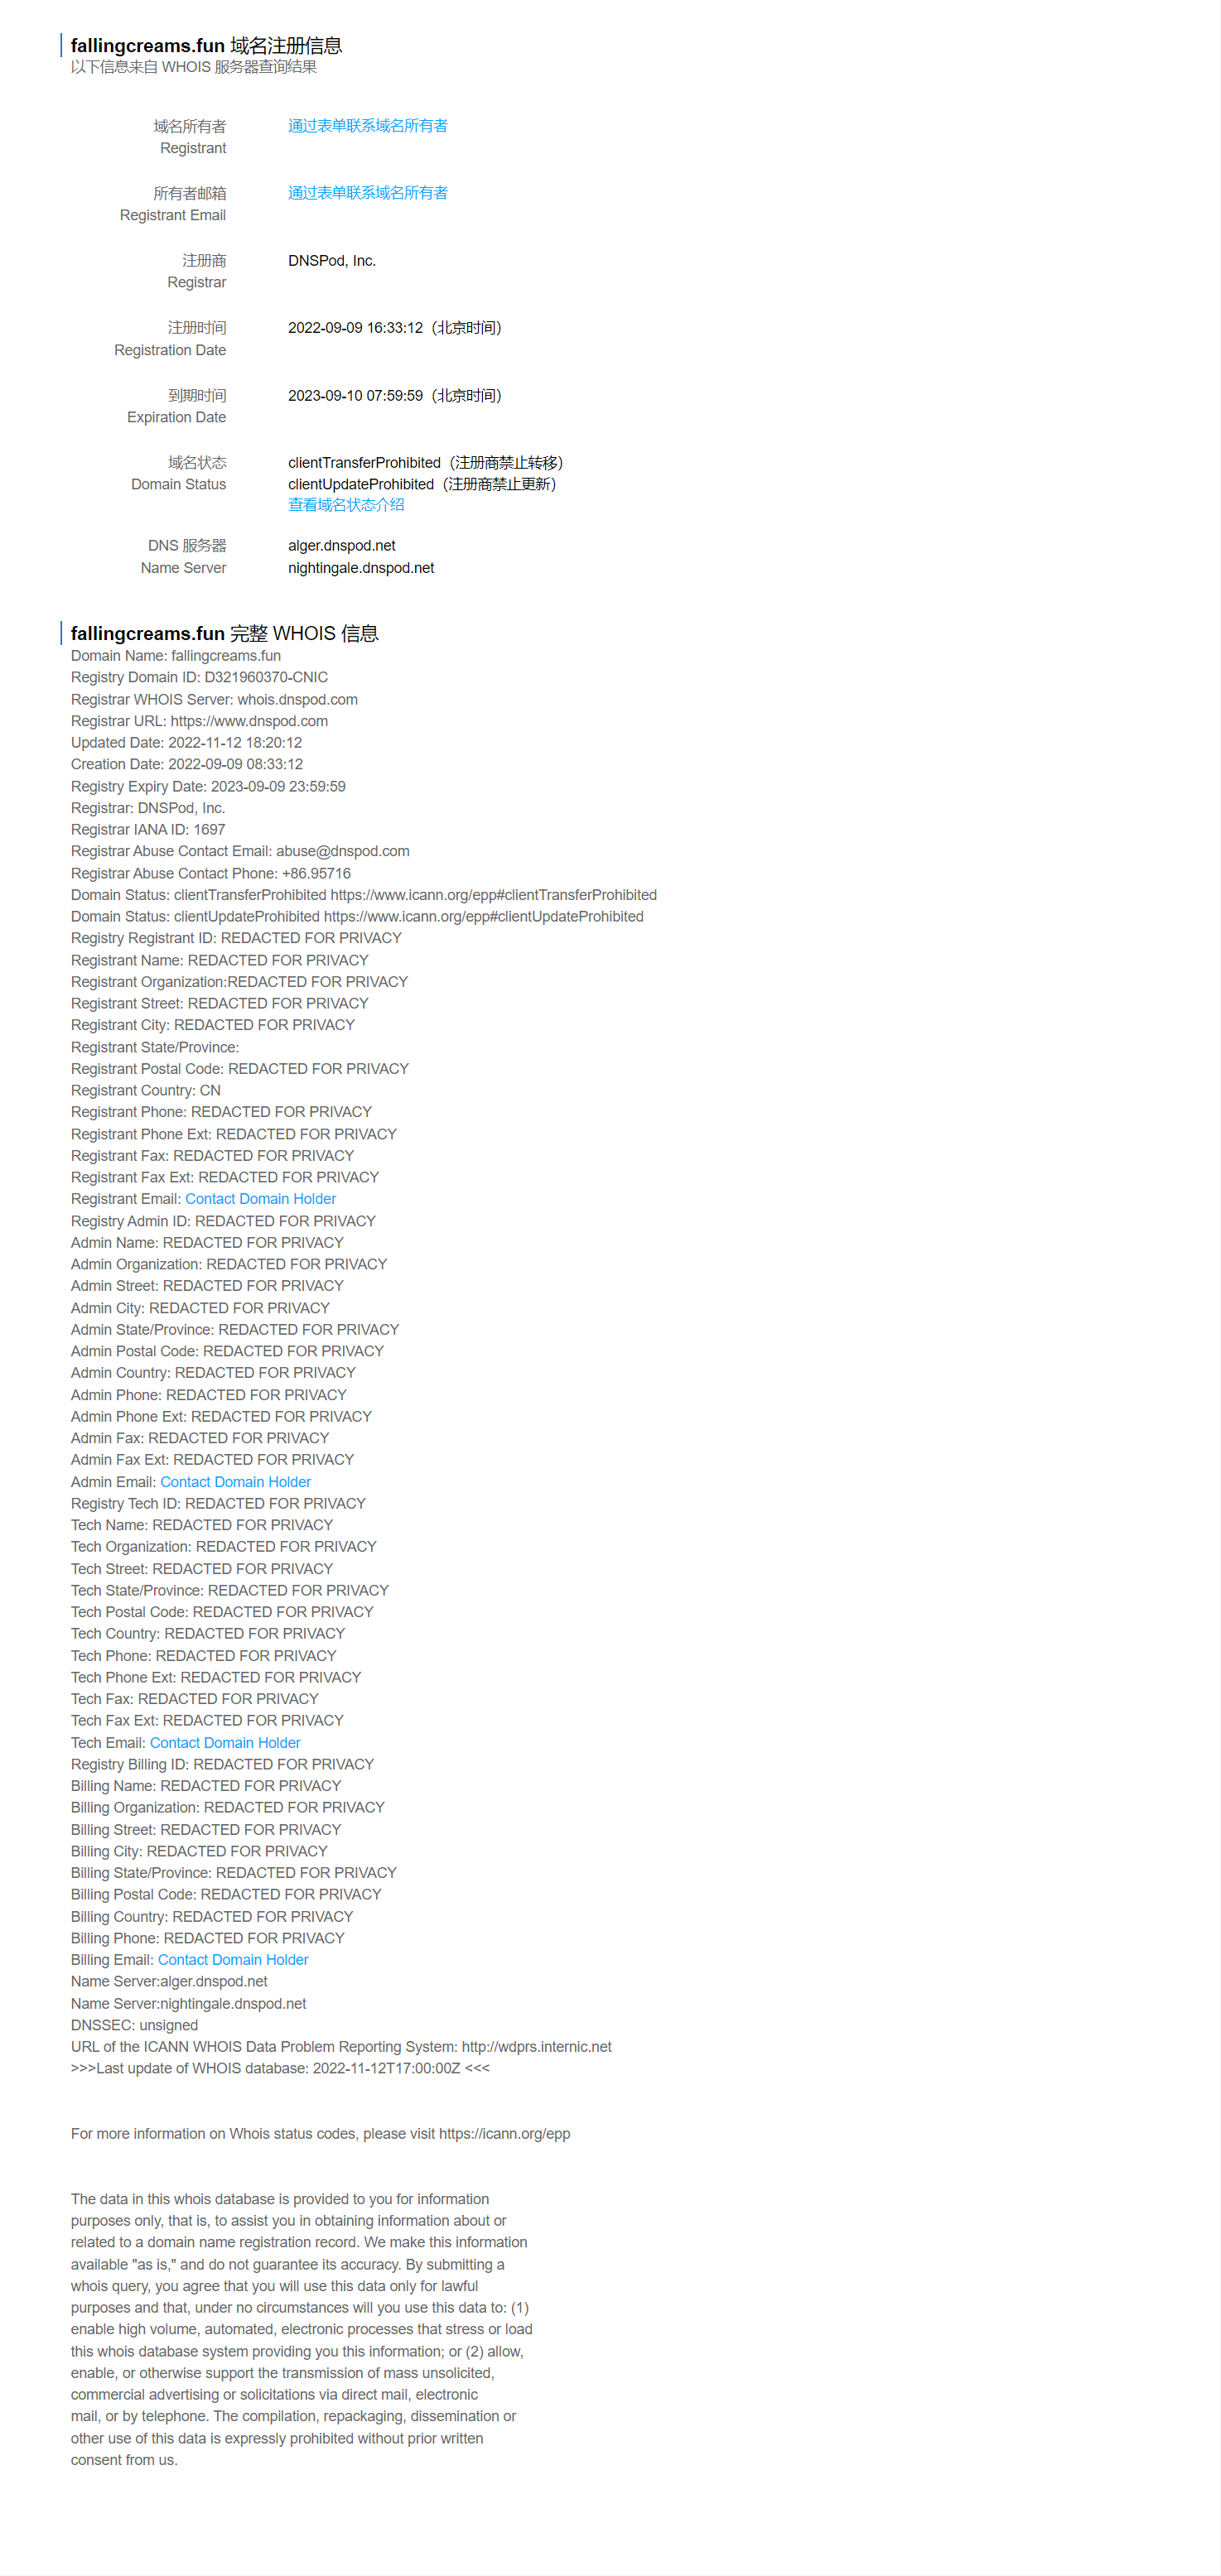 fallingcreams.fun 域名注册信息
以下信息来自 WHOIS 服务器查询结果
域名所有者
Registrant
通过表单联系域名所有者
所有者邮箱
Registrant Email
通过表单联系域名所有者
注册商
Registrar
DNSPod, Inc.
注册时间
Registration Date
2022-09-09 16:33:12（北京时间）
到期时间
Expiration Date
2023-09-10 07:59:59（北京时间）
域名状态
Domain Status
clientTransferProhibited（注册商禁止转移）
clientUpdateProhibited（注册商禁止更新）
查看域名状态介绍
DNS 服务器
Name Server
alger.dnspod.net
nightingale.dnspod.net
fallingcreams.fun 完整 WHOIS 信息
Domain Name: fallingcreams.fun
Registry Domain ID: D321960370-CNIC
Registrar WHOIS Server: whois.dnspod.com
Registrar URL: https://www.dnspod.com
Updated Date: 2022-11-12 18:20:12
Creation Date: 2022-09-09 08:33:12
Registry Expiry Date: 2023-09-09 23:59:59
Registrar: DNSPod, Inc.
Registrar IANA ID: 1697
Registrar Abuse Contact Email: abuse@dnspod.com
Registrar Abuse Contact Phone: +86.95716
Domain Status: clientTransferProhibited https://www.icann.org/epp#clientTransferProhibited
Domain Status: clientUpdateProhibited https://www.icann.org/epp#clientUpdateProhibited
Registry Registrant ID: REDACTED FOR PRIVACY
Registrant Name: REDACTED FOR PRIVACY
Registrant Organization:REDACTED FOR PRIVACY
Registrant Street: REDACTED FOR PRIVACY
Registrant City: REDACTED FOR PRIVACY
Registrant State/Province:
Registrant Postal Code: REDACTED FOR PRIVACY
Registrant Country: CN
Registrant Phone: REDACTED FOR PRIVACY
Registrant Phone Ext: REDACTED FOR PRIVACY
Registrant Fax: REDACTED FOR PRIVACY
Registrant Fax Ext: REDACTED FOR PRIVACY
Registrant Email: Contact Domain Holder
Registry Admin ID: REDACTED FOR PRIVACY
Admin Name: REDACTED FOR PRIVACY
Admin Organization: REDACTED FOR PRIVACY
Admin Street: REDACTED FOR PRIVACY
Admin City: REDACTED FOR PRIVACY
Admin State/Province: REDACTED FOR PRIVACY
Admin Postal Code: REDACTED FOR PRIVACY
Admin Country: REDACTED FOR PRIVACY
Admin Phone: REDACTED FOR PRIVACY
Admin Phone Ext: REDACTED FOR PRIVACY
Admin Fax: REDACTED FOR PRIVACY
Admin Fax Ext: REDACTED FOR PRIVACY
Admin Email: Contact Domain Holder
Registry Tech ID: REDACTED FOR PRIVACY
Tech Name: REDACTED FOR PRIVACY
Tech Organization: REDACTED FOR PRIVACY
Tech Street: REDACTED FOR PRIVACY
Tech State/Province: REDACTED FOR PRIVACY
Tech Postal Code: REDACTED FOR PRIVACY
Tech Country: REDACTED FOR PRIVACY
Tech Phone: REDACTED FOR PRIVACY
Tech Phone Ext: REDACTED FOR PRIVACY
Tech Fax: REDACTED FOR PRIVACY
Tech Fax Ext: REDACTED FOR PRIVACY
Tech Email: Contact Domain Holder
Registry Billing ID: REDACTED FOR PRIVACY
Billing Name: REDACTED FOR PRIVACY
Billing Organization: REDACTED FOR PRIVACY
Billing Street: REDACTED FOR PRIVACY
Billing City: REDACTED FOR PRIVACY
Billing State/Province: REDACTED FOR PRIVACY
Billing Postal Code: REDACTED FOR PRIVACY
Billing Country: REDACTED FOR PRIVACY
Billing Phone: REDACTED FOR PRIVACY
Billing Email: Contact Domain Holder
Name Server:alger.dnspod.net
Name Server:nightingale.dnspod.net
DNSSEC: unsigned
URL of the ICANN WHOIS Data Problem Reporting System: http://wdprs.internic.net
>>>Last update of WHOIS database: 2022-11-12T17:00:00Z <<<
For more information on Whois status codes, please visit https://icann.org/epp
The data in this whois database is provided to you for information
purposes only, that is, to assist you in obtaining information about or
related to a domain name registration record. We make this information
available "as is," and do not guarantee its accuracy. By submitting a
whois query, you agree that you will use this data only for lawful
purposes and that, under no circumstances will you use this data to: (1)
enable high volume, automated, electronic processes that stress or load
this whois database system providing you this information; or (2) allow,
enable, or otherwise support the transmission of mass unsolicited,
commercial advertising or solicitations via direct mail, electronic
mail, or by telephone. The compilation, repackaging, dissemination or
other use of this data is expressly prohibited without prior written
consent from us.